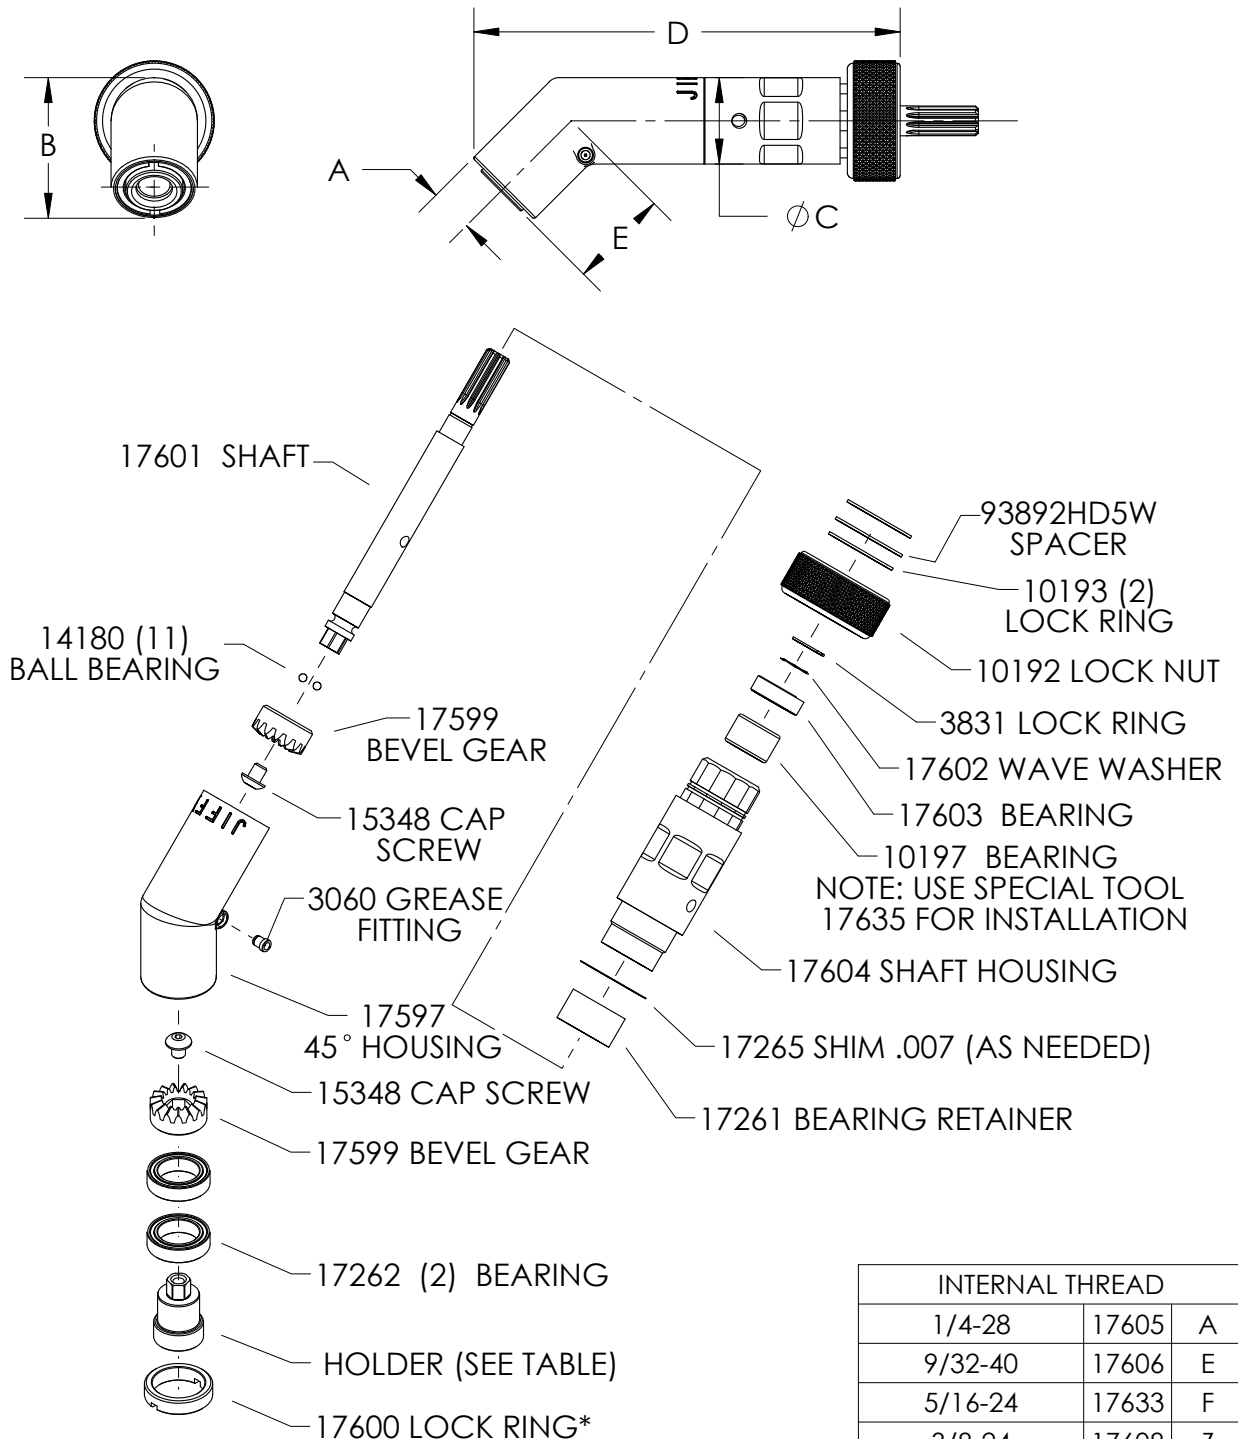 D
B
A
E
C
JI
17601 SHAFT
93892HD5W
SPACER
10193 (2)
LOCK RING
14180 (11)
BALL BEARING
10192 LOCK NUT
17599
BEVEL GEAR
3831 LOCK RING
17602 WAVE WASHER
JIFF
15348 CAP
SCREW
17603 BEARING
10197 BEARING
NOTE: USE SPECIAL TOOL
17635 FOR INSTALLATION
3060 GREASE
FITTING
17604 SHAFT HOUSING
17597
45° HOUSING
17265 SHIM .007 (AS NEEDED)
15348 CAP SCREW
17261 BEARING RETAINER
17599 BEVEL GEAR
17262 (2) BEARING
HOLDER (SEE TABLE)
17600 LOCK RING*
INTERNAL THREAD
1/4-28 17605 A
9/32-40 17606 E
5/16-24 17633 F